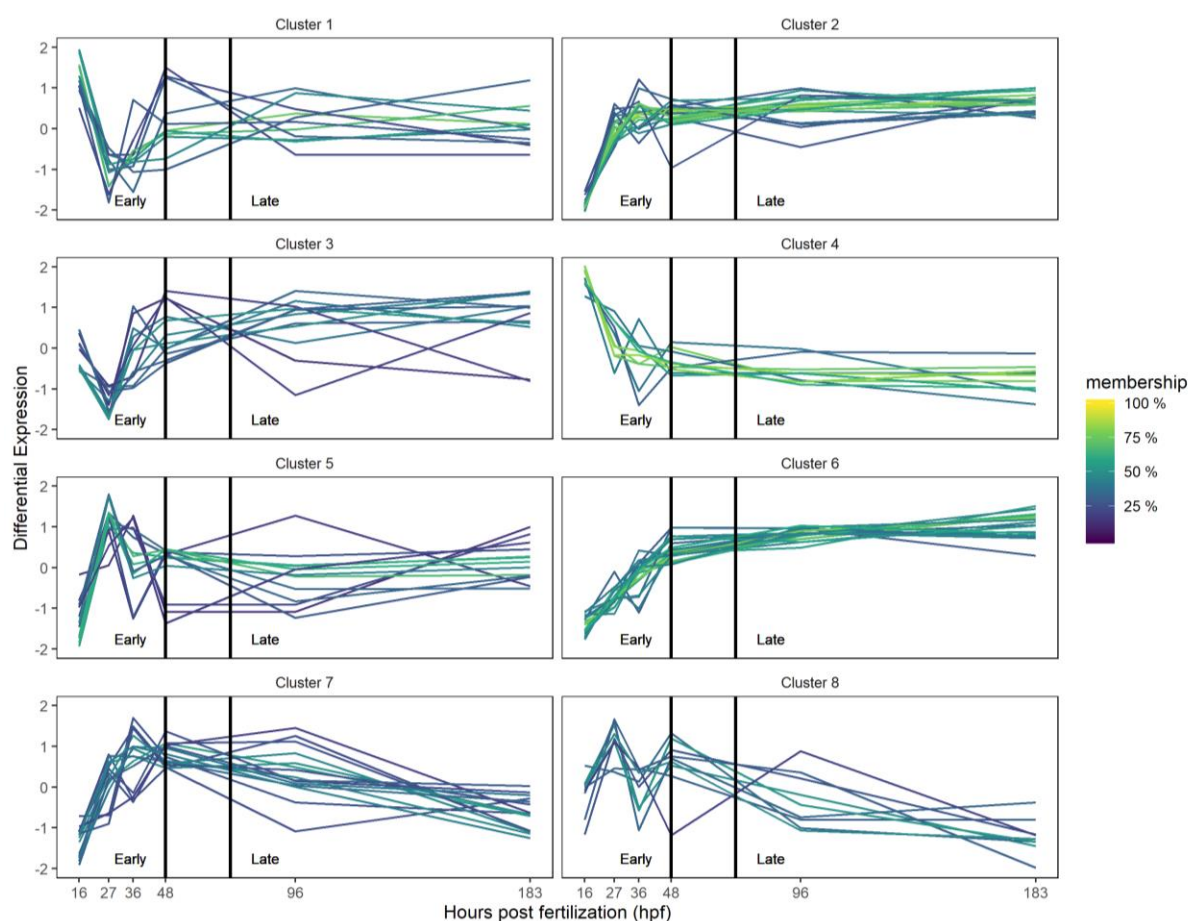 Cluster 1
Cluster 2
2
1
0
-1
-2
Early
Late
Early
Late
Cluster 3
Cluster 4
2
1
0
-1
-2
Early
Late
Early
Late
Differential Expression
membership
100 %
75 %
50 %
25 %
Cluster 5
Cluster 6
2
1
0
-1
-2
Early
Late
Early
Late
Cluster 7
Cluster 8
2
1
0
-1
-2
Early
Late
Early
Late
16 27 36 48 96 183
16 27 36 48 96 183
Hours post fertilization (hpf)